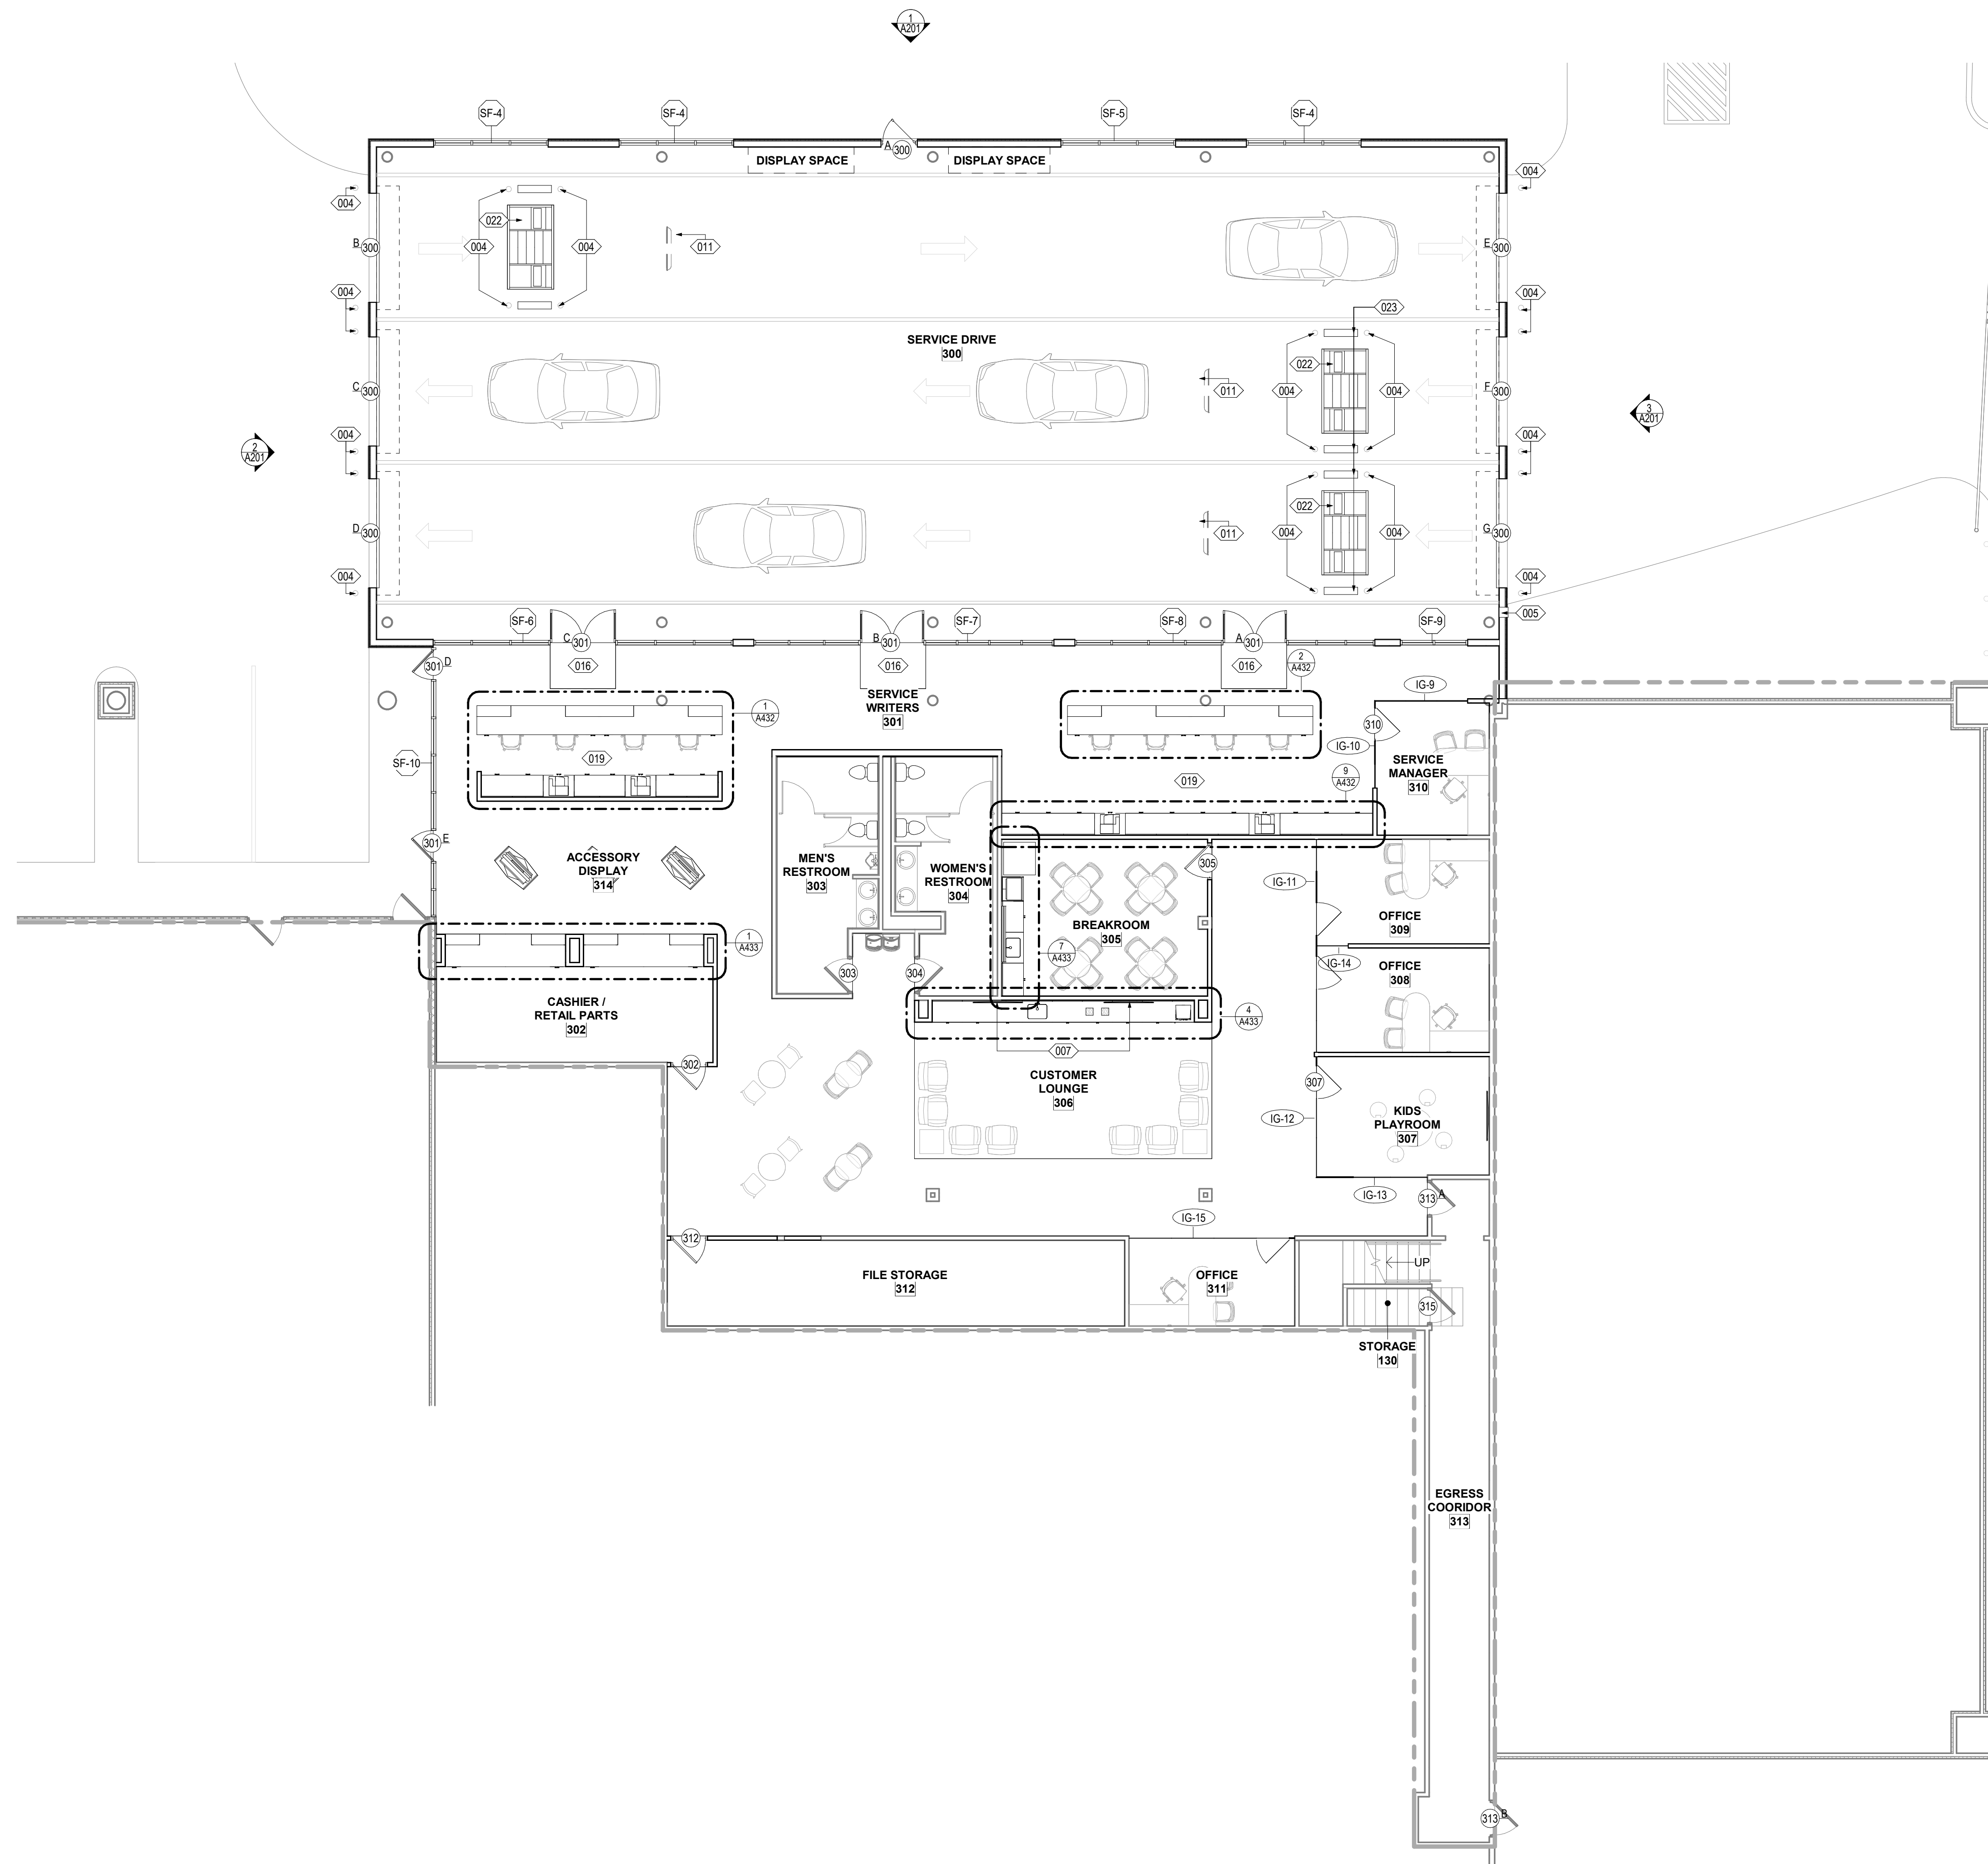 1
A201
SF-4
SF-4
SF-5
SF-4
A 300
DISPLAY SPACE
DISPLAY SPACE
004
004
022
004
004
011
B 300
E 300
004
004
023
SERVICE DRIVE
300
022
011
004
004
C 300
F 300
3
A201
2
A201
004
004
022
011
004
004
D 300
G 300
004
004
005
SF-6
C 301
B 301
SF-7
SF-8
A 301
SF-9
016
016
016
2
A432
301 D
SERVICE
WRITERS
301
1
A432
IG-9
310
IG-10
SF-10
019
019
9
A432
SERVICE
MANAGER
310
301 E
ACCESSORY
DISPLAY
314
MEN'S
RESTROOM
303
WOMEN'S
RESTROOM
304
305
IG-11
OFFICE
309
BREAKROOM
305
1
A433
7
A433
IG-14
OFFICE
308
303
304
CASHIER /
RETAIL PARTS
302
4
A433
007
302
CUSTOMER
LOUNGE
306
307
IG-12
KIDS
PLAYROOM
307
IG-13
313 A
IG-15
312
FILE STORAGE
312
OFFICE
311
UP
315
STORAGE
130
EGRESS
COORIDOR
313
313 B